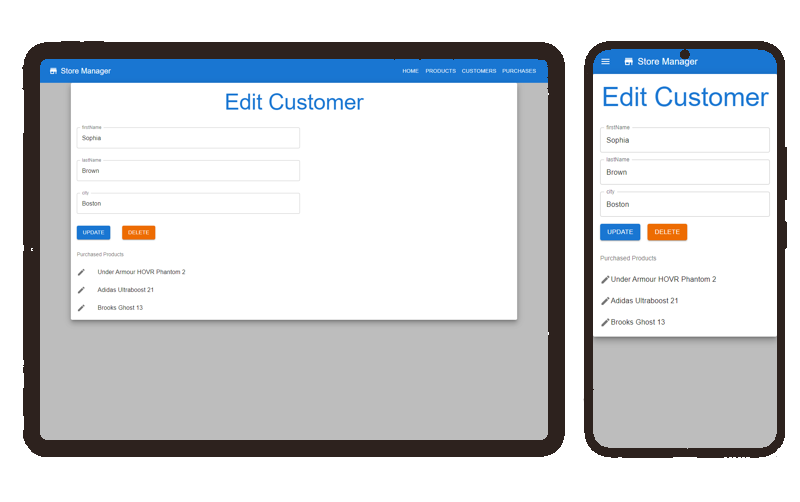 Store Manager
HOME PRODUCTS CUSTOMERS PURCHASES
Edit Customer
firstName
Sophia
lastName
Brown
city
Boston
UPDATE DELETE
Purchased Products
Under Armour HOVR Phantom 2
Adidas Ultraboost 21
Brooks Ghost 13
Store Manager
Edit Customer
firstName
Sophia
lastName
Brown
city
Boston
UPDATE DELETE
Purchased Products
Under Armour HOVR Phantom 2
Adidas Ultraboost 21
Brooks Ghost 13